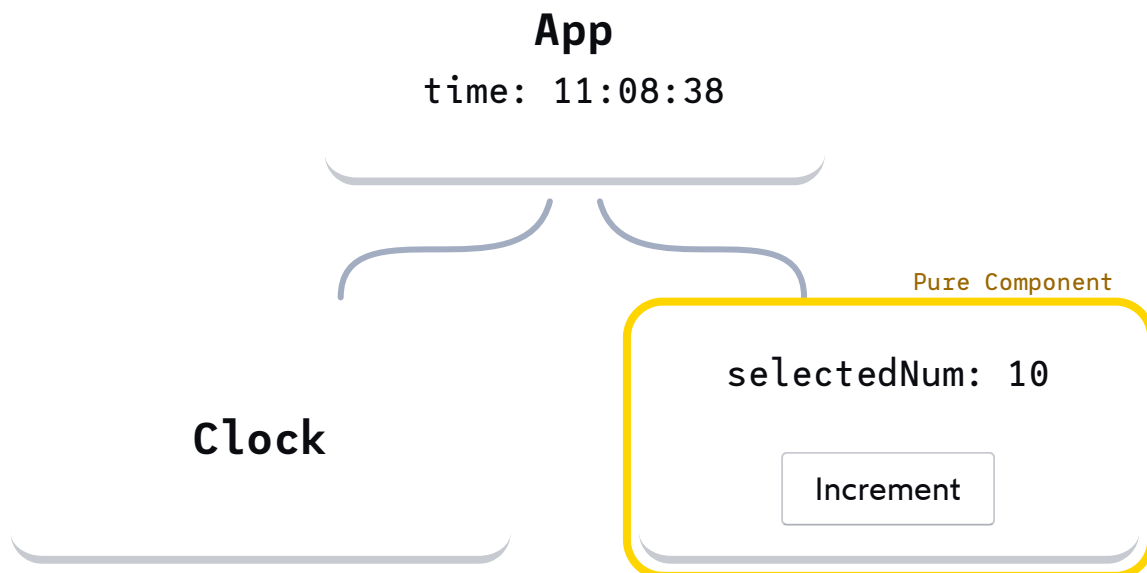 App
time: 11:08:38
Pure Component
selectedNum: 10
Clock
Increment